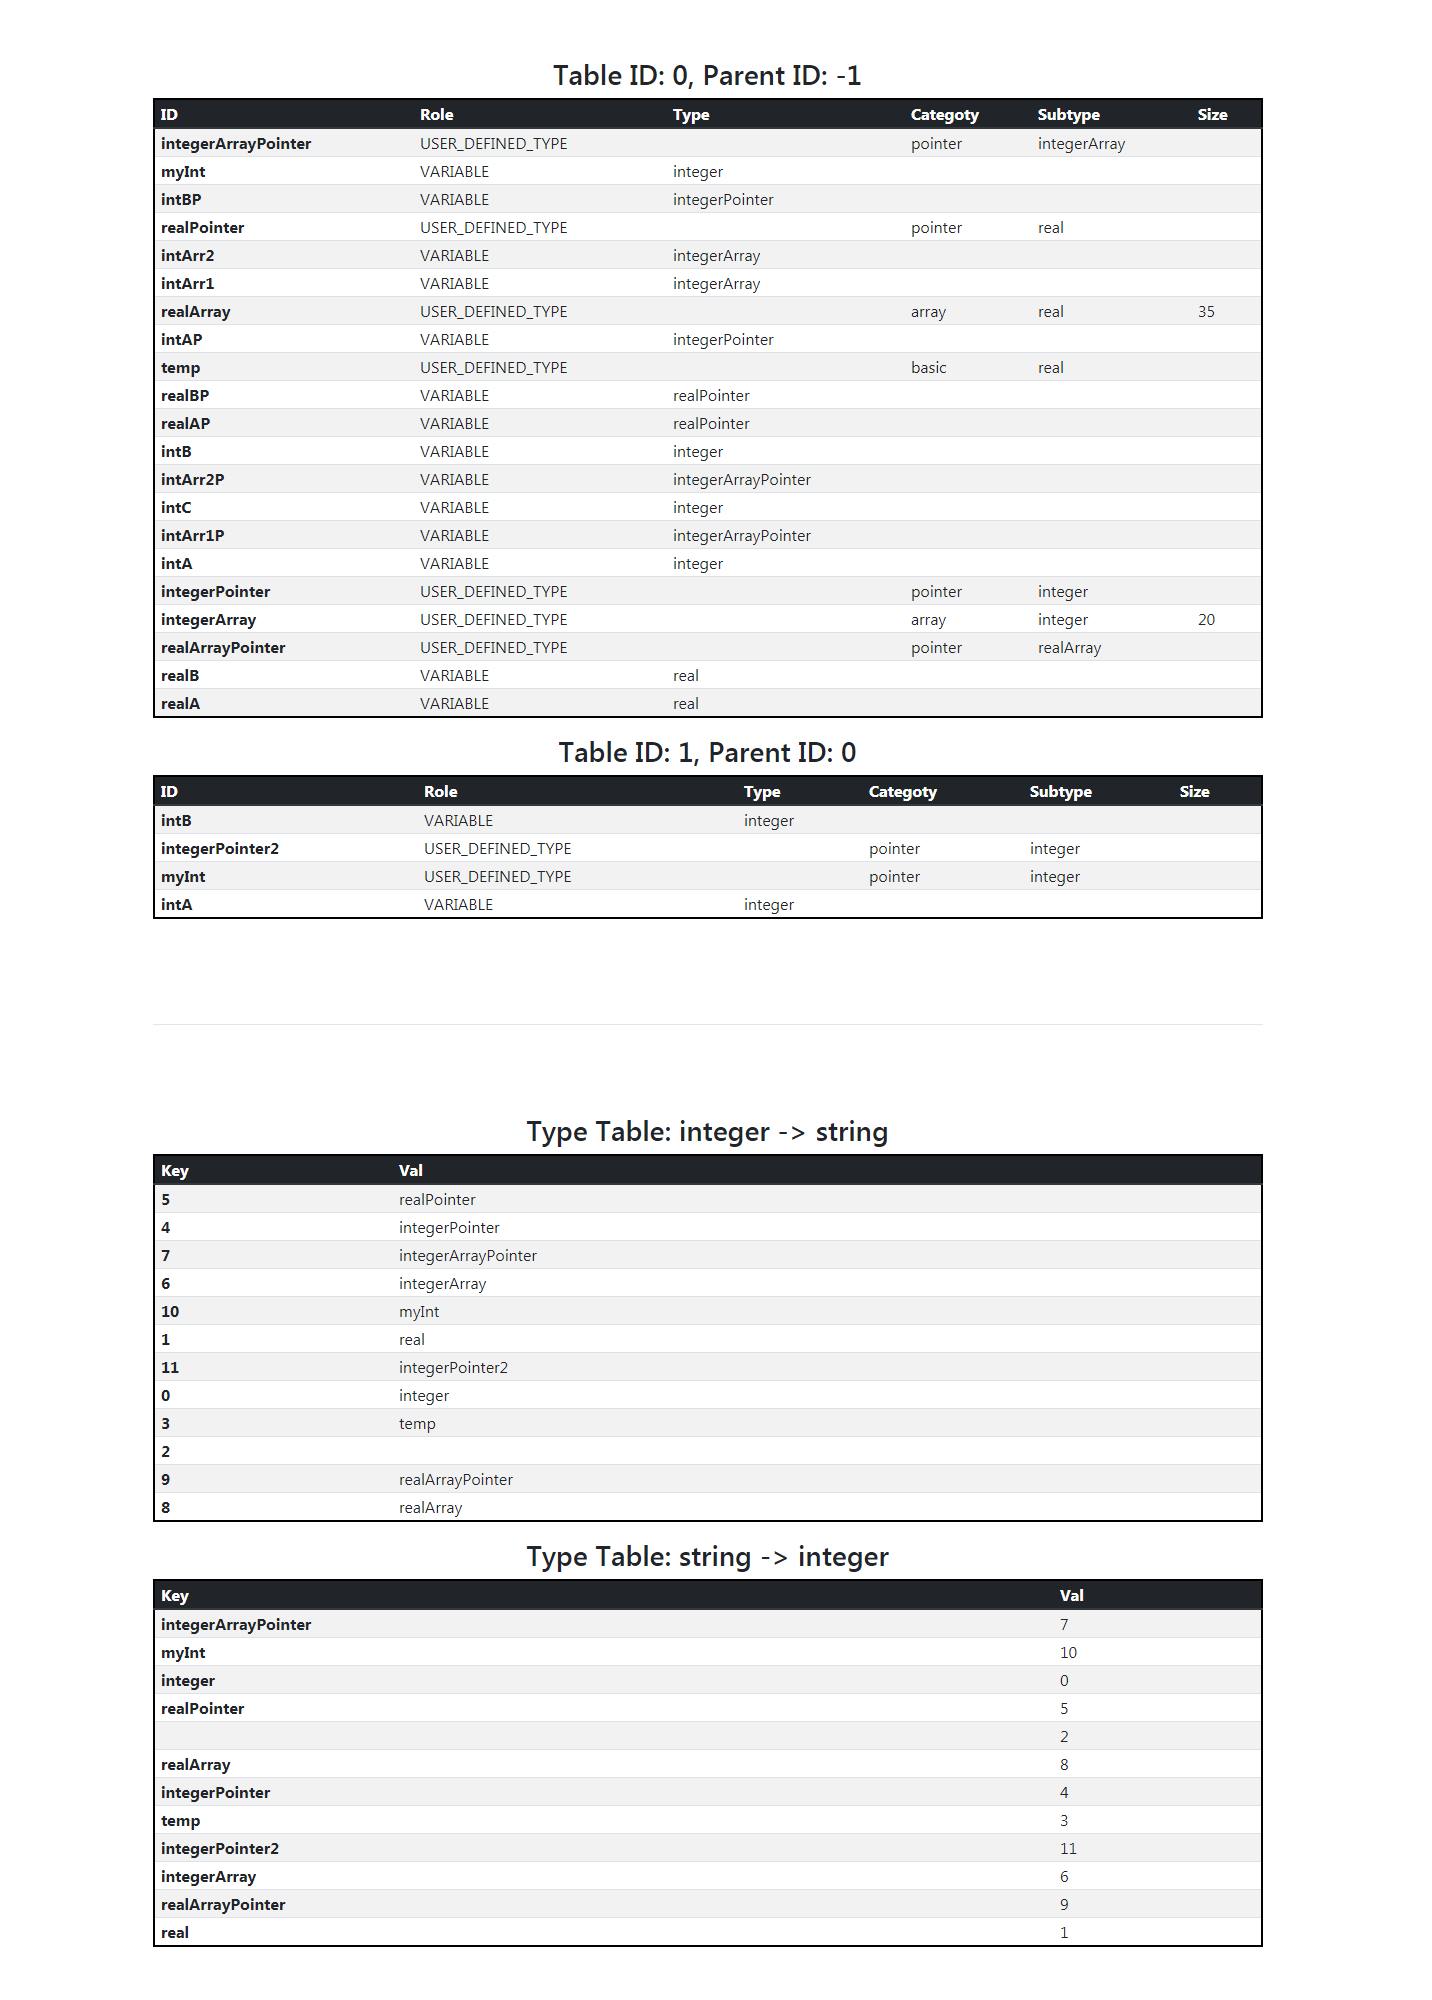 Table ID: 0, Parent ID: -1
ID Role Type Categoty Subtype Size
integerArrayPointer USER_DEFINED_TYPE pointer integerArray
myInt VARIABLE integer
intBP VARIABLE integerPointer
realPointer USER_DEFINED_TYPE pointer real
intArr2 VARIABLE integerArray
intArr1 VARIABLE integerArray
realArray USER_DEFINED_TYPE array real 35
intAP VARIABLE integerPointer
temp USER_DEFINED_TYPE basic real
realBP VARIABLE realPointer
realAP VARIABLE realPointer
intB VARIABLE integer
intArr2P VARIABLE integerArrayPointer
intC VARIABLE integer
intArr1P VARIABLE integerArrayPointer
intA VARIABLE integer
integerPointer USER_DEFINED_TYPE pointer integer
integerArray USER_DEFINED_TYPE array integer 20
realArrayPointer USER_DEFINED_TYPE pointer realArray
realB VARIABLE real
realA VARIABLE real
Table ID: 1, Parent ID: 0
ID Role Type Categoty Subtype Size
intB VARIABLE integer
integerPointer2 USER_DEFINED_TYPE pointer integer
myInt USER_DEFINED_TYPE pointer integer
intA VARIABLE integer
Type Table: integer -> string
Key Val
5 realPointer
4 integerPointer
7 integerArrayPointer
6 integerArray
10 myInt
1 real
11 integerPointer2
0 integer
3 temp
2
9 realArrayPointer
8 realArray
Type Table: string -> integer
Key Val
integerArrayPointer 7
myInt 10
integer 0
realPointer 5
2
realArray 8
integerPointer 4
temp 3
integerPointer2 11
integerArray 6
realArrayPointer 9
real 1